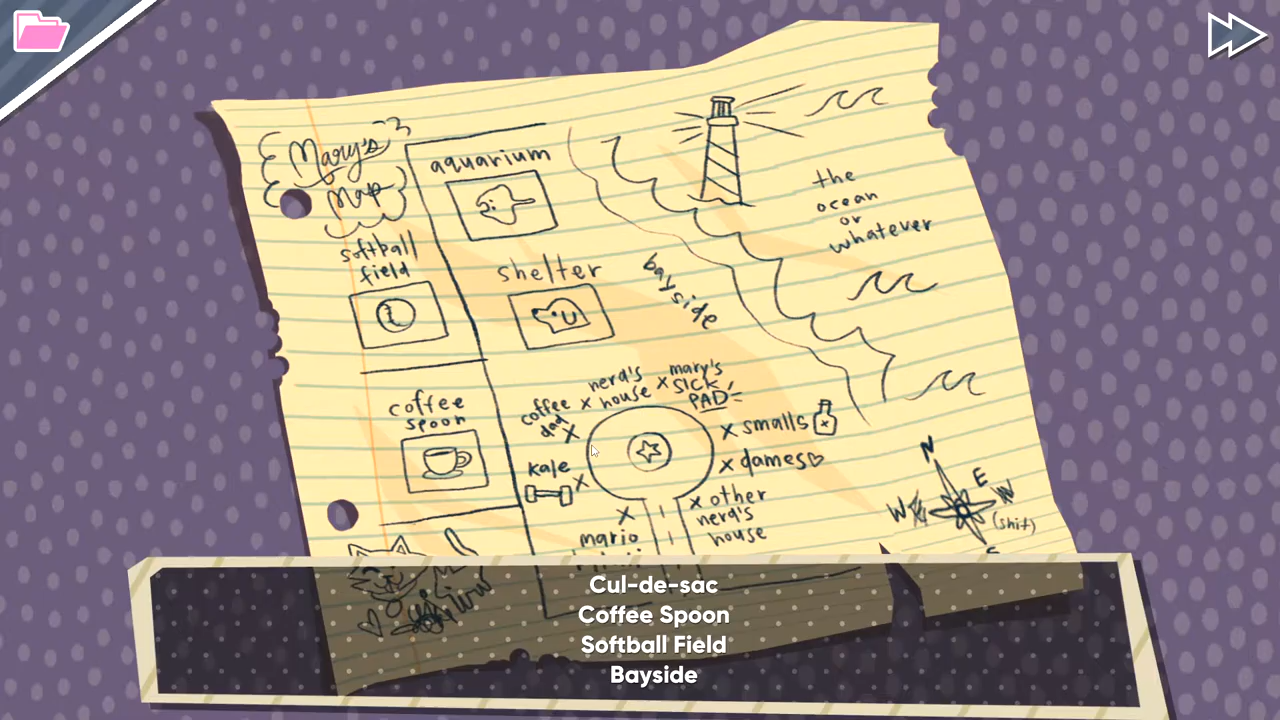 Mary's
Map
aquarium
softball
field
shelter
the
ocean
or
whatever
bayside
coffee
spoon
coffee
dad
nerd's
house
mary's
SICK
PAD
smalls
dames
kale
other
nerd's
house
mario
N
E
W
W
(shit)
S
Cul-de-sac
Coffee Spoon
Softball Field
Bayside